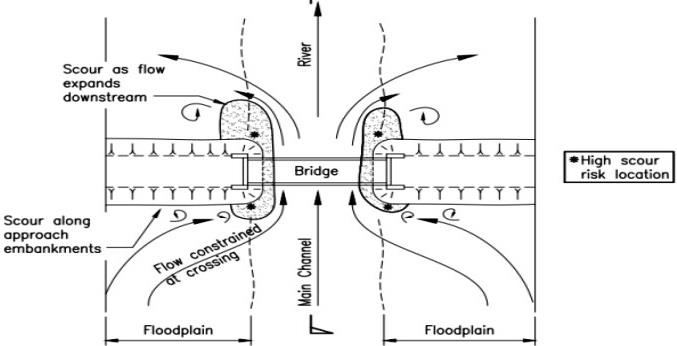 River
Scour as flow
expands
downstream
Bridge
*High scour
risk location
Scour along
approach
embankments
Flow constrained
at crossing
Main Channel
Floodplain
Floodplain